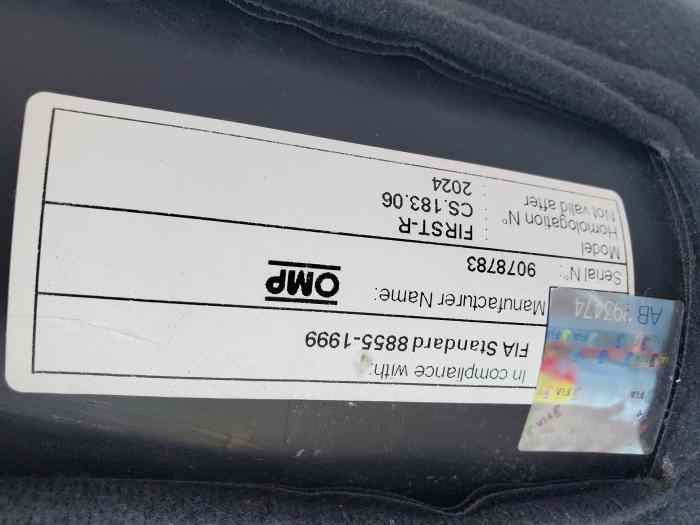 In compliance with:
FIA Standard 8855-1999
Manufacturer Name: OMP
Serial N°: 9078783
Model : FIRST-R
Homologation N° : CS.183.06
Not valid after : 2024
FIA
AB